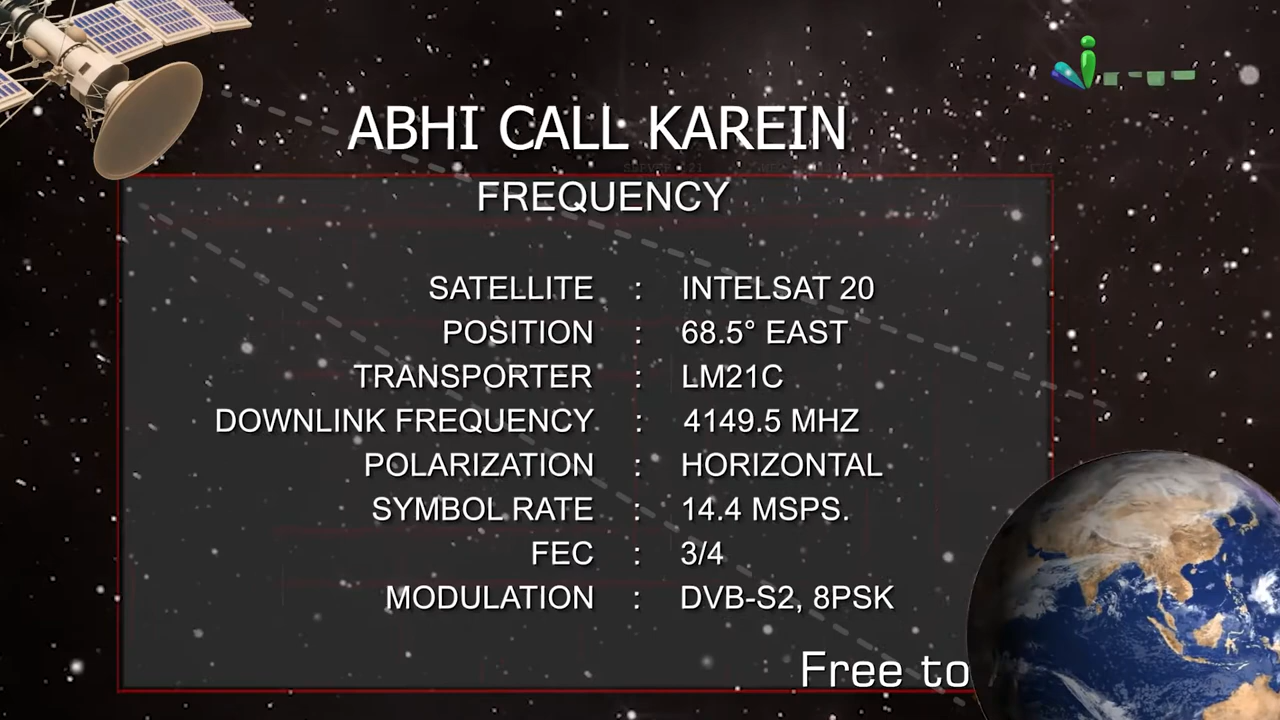 ABHI CALL KAREIN
FREQUENCY
SATELLITE : INTELSAT 20
POSITION : 68.5° EAST
TRANSPORTER : LM21C
DOWNLINK FREQUENCY : 4149.5 MHZ
POLARIZATION : HORIZONTAL
SYMBOL RATE : 14.4 MSPS.
FEC : 3/4
MODULATION : DVB-S2, 8PSK
Free to